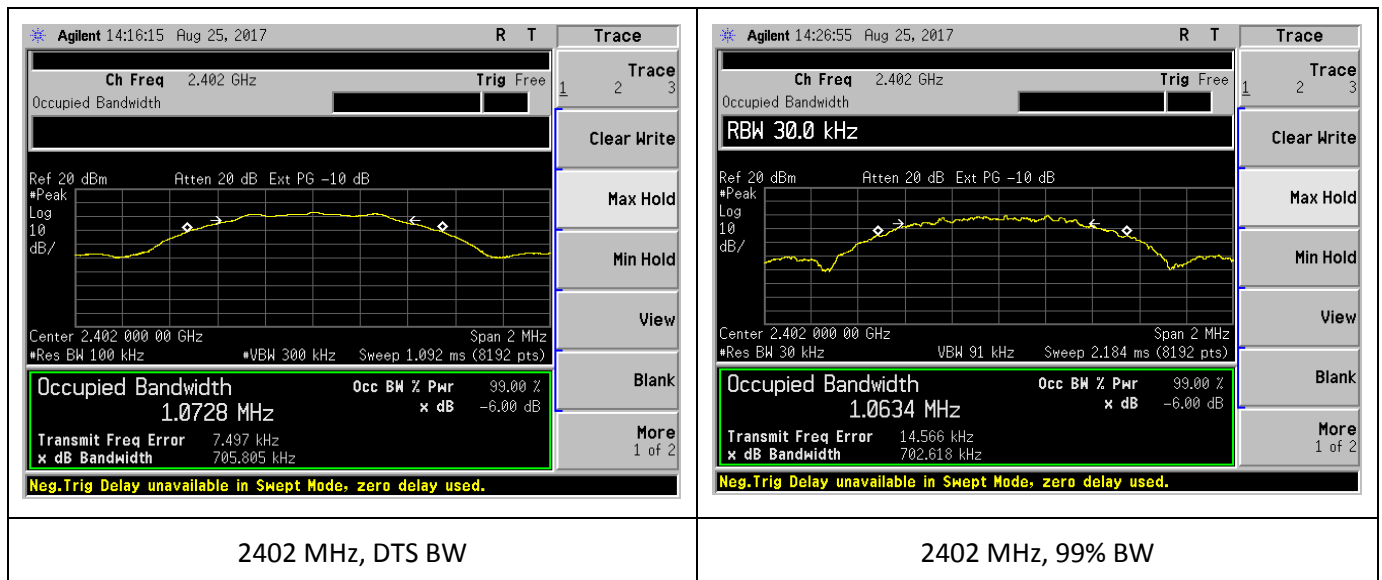 Agilent 14:16:15 Aug 25, 2017 R T
Trace
Ch Freq 2.402 GHz Trig Free
Occupied Bandwidth
Trace
1 2 3
Clear Write
Ref 20 dBm Atten 20 dB Ext PG -10 dB
#Peak
Log
10
dB/
Max Hold
Min Hold
View
Center 2.402 000 00 GHz Span 2 MHz
#Res BW 100 kHz #VBW 300 kHz Sweep 1.092 ms (8192 pts)
Occupied Bandwidth Occ BW % Pwr 99.00 %
1.0728 MHz x dB -6.00 dB
Blank
Transmit Freq Error 7.497 kHz
x dB Bandwidth 705.805 kHz
More
1 of 2
Neg.Trig Delay unavailable in Swept Mode, zero delay used.
2402 MHz, DTS BW
Agilent 14:26:55 Aug 25, 2017 R T
Trace
Ch Freq 2.402 GHz Trig Free
Occupied Bandwidth
Trace
1 2 3
RBW 30.0 kHz
Clear Write
Ref 20 dBm Atten 20 dB Ext PG -10 dB
#Peak
Log
10
dB/
Max Hold
Min Hold
View
Center 2.402 000 00 GHz Span 2 MHz
#Res BW 30 kHz VBW 91 kHz Sweep 2.184 ms (8192 pts)
Occupied Bandwidth Occ BW % Pwr 99.00 %
1.0634 MHz x dB -6.00 dB
Blank
Transmit Freq Error 14.566 kHz
x dB Bandwidth 702.618 kHz
More
1 of 2
Neg.Trig Delay unavailable in Swept Mode, zero delay used.
2402 MHz, 99% BW